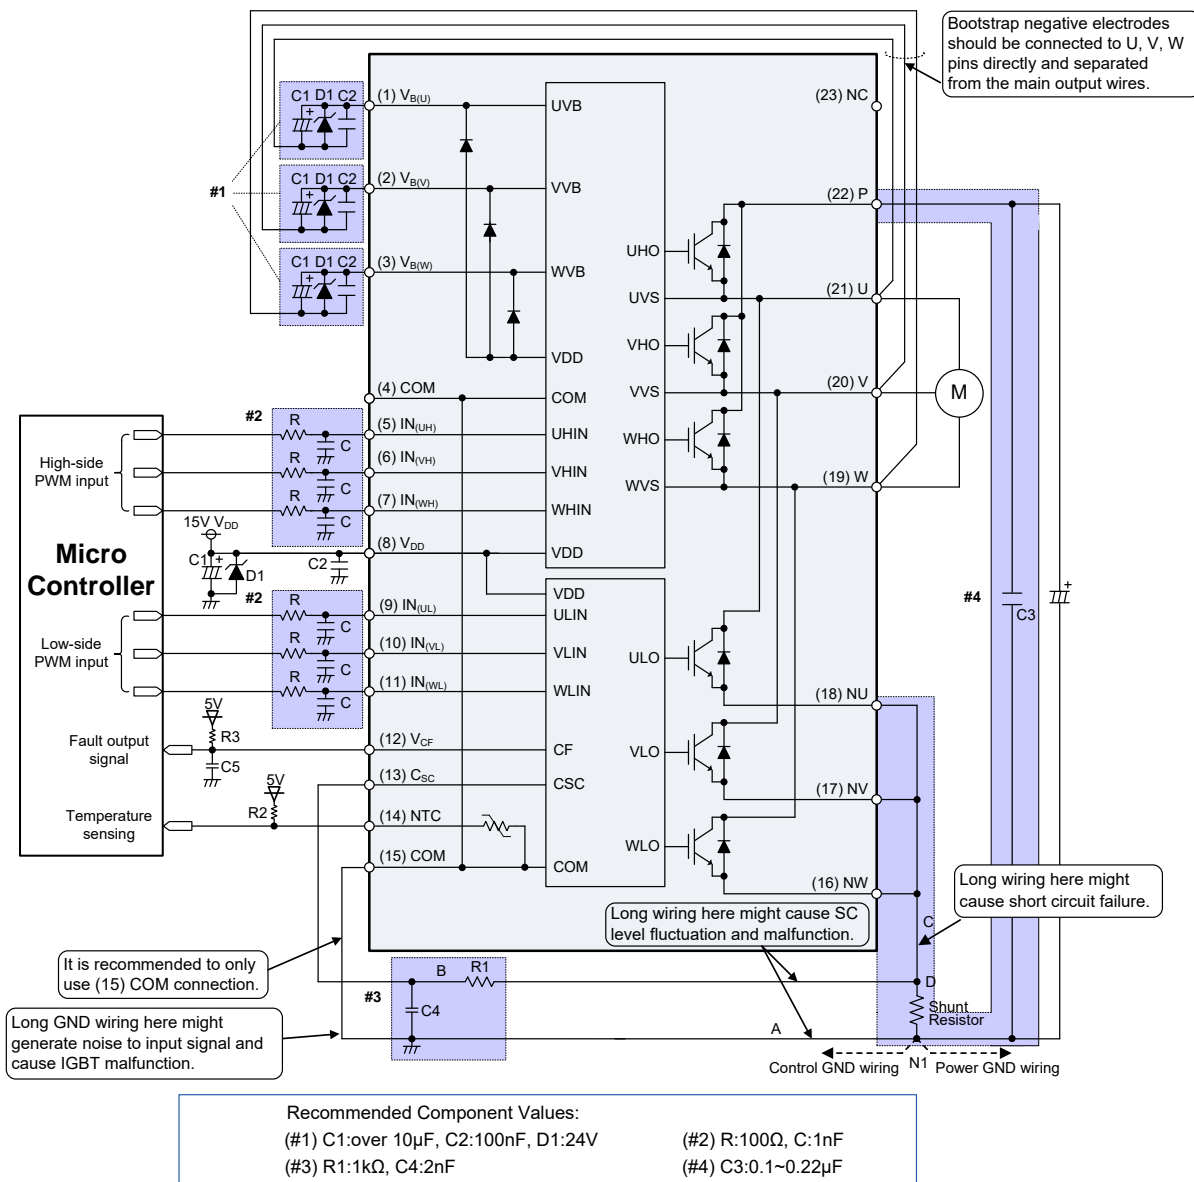 Bootstrap negative electrodes
should be connected to U, V, W
pins directly and separated
from the main output wires.
C1 D1 C2
+
(1) VB(U)
UVB
(23) NC
#1
C1 D1 C2
+
(2) VB(V)
VVB
(22) P
C1 D1 C2
+
(3) VB(W)
WVB
UHO
UVS
(21) U
VHO
VDD
VVS
(20) V
M
(4) COM
COM
WHO
WVS
(19) W
#2
R
C
(5) IN(UH)
UHIN
High-side
PWM input
R
C
(6) IN(VH)
VHIN
R
C
(7) IN(WH)
WHIN
15V VDD
Micro
Controller
C1
+
D1
C2
(8) VDD
VDD
VDD
#2
R
C
(9) IN(UL)
ULIN
#4
C3
+
Low-side
PWM input
R
C
(10) IN(VL)
VLIN
ULO
R
C
(11) IN(WL)
WLIN
(18) NU
5V
R3
Fault output
signal
C5
(12) VCF
CF
VLO
(13) CSC
CSC
(17) NV
5V
R2
Temperature
sensing
(14) NTC
WLO
(15) COM
COM
(16) NW
Long wiring here might
cause short circuit failure.
Long wiring here might cause SC
level fluctuation and malfunction.
C
It is recommended to only
use (15) COM connection.
B
R1
D
#3
C4
Shunt
Resistor
Long GND wiring here might
generate noise to input signal and
cause IGBT malfunction.
A
Control GND wiring
N1
Power GND wiring
Recommended Component Values:
(#1) C1:over 10µF, C2:100nF, D1:24V
(#2) R:100Ω, C:1nF
(#3) R1:1kΩ, C4:2nF
(#4) C3:0.1~0.22µF